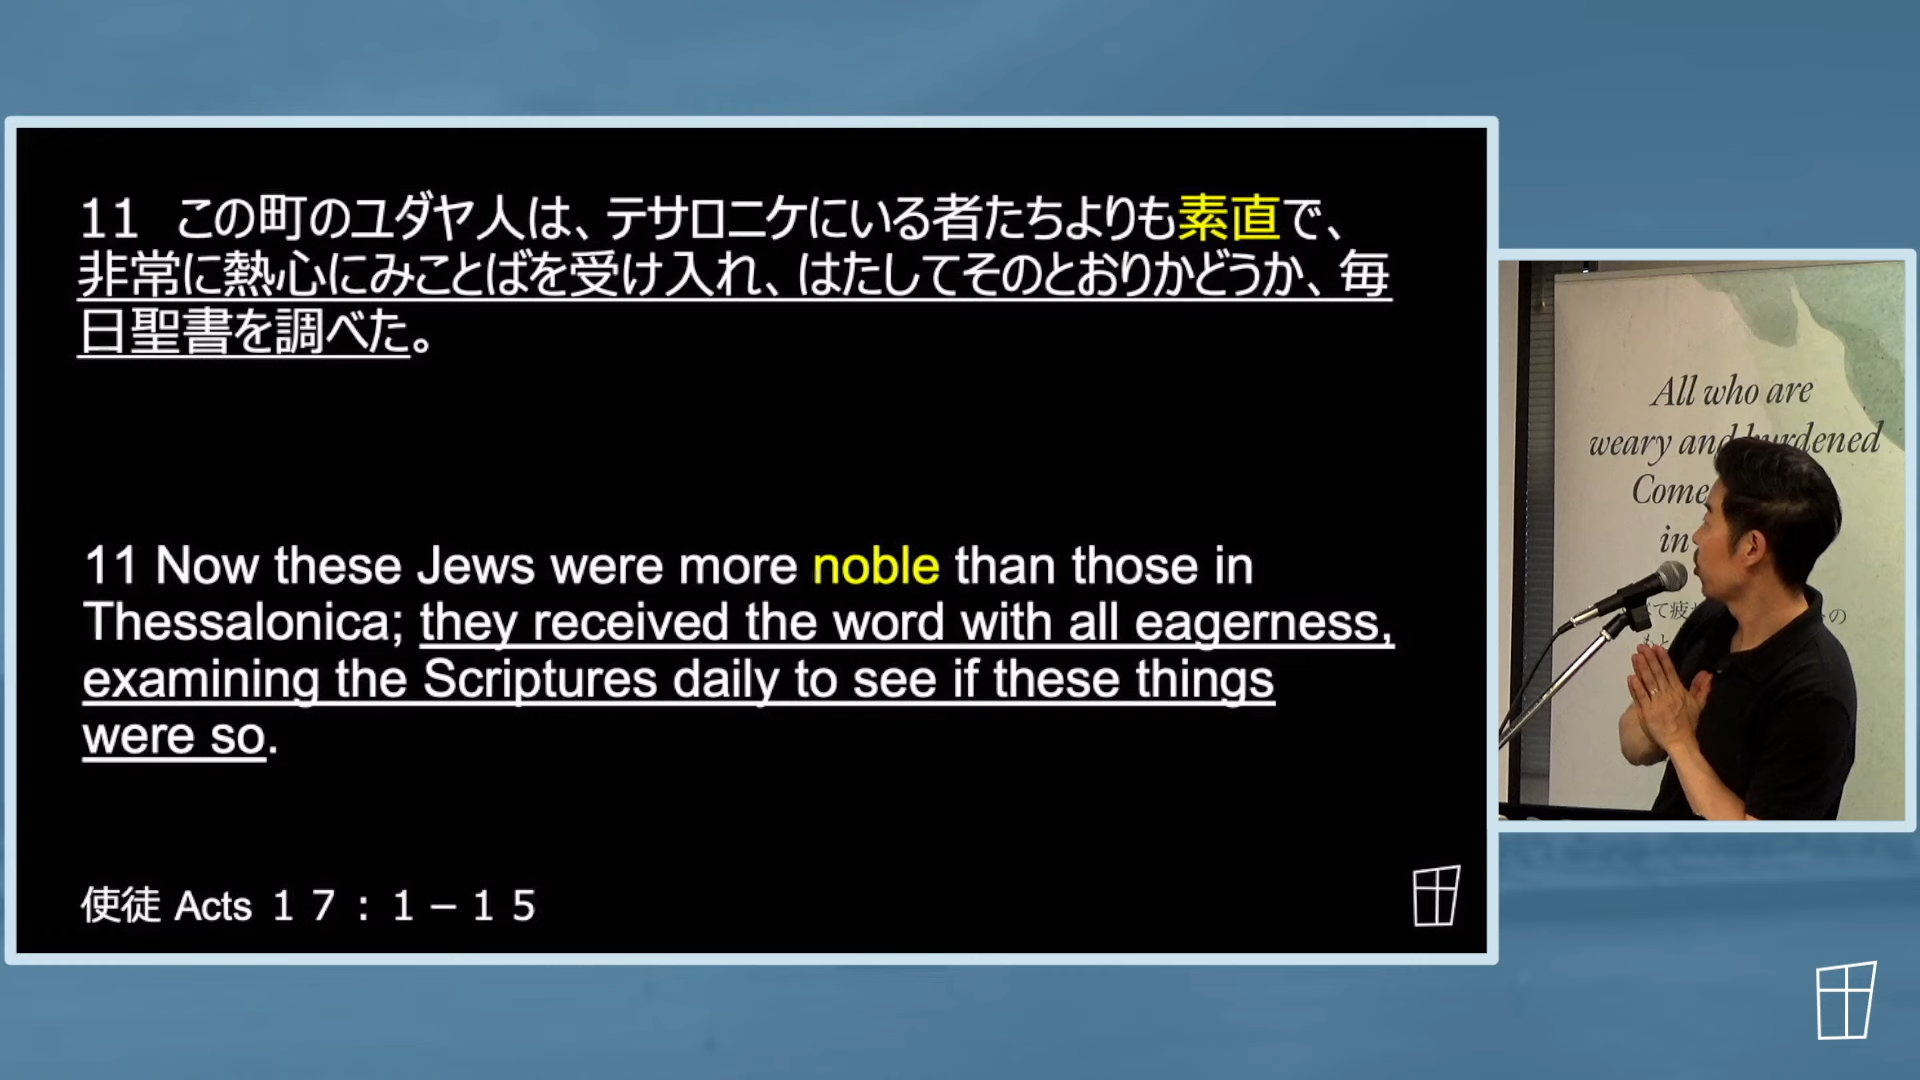 11　この町のユダヤ人は、テサロニケにいる者たちよりも素直で、
非常に熱心にみことばを受け入れ、はたしてそのとおりかどうか、毎
日聖書を調べた。
11 Now these Jews were more noble than those in
Thessalonica; they received the word with all eagerness,
examining the Scriptures daily to see if these things
were so.
使徒 Acts １７：１−１５
All who are
weary and burdened
Come
in
て疲
の